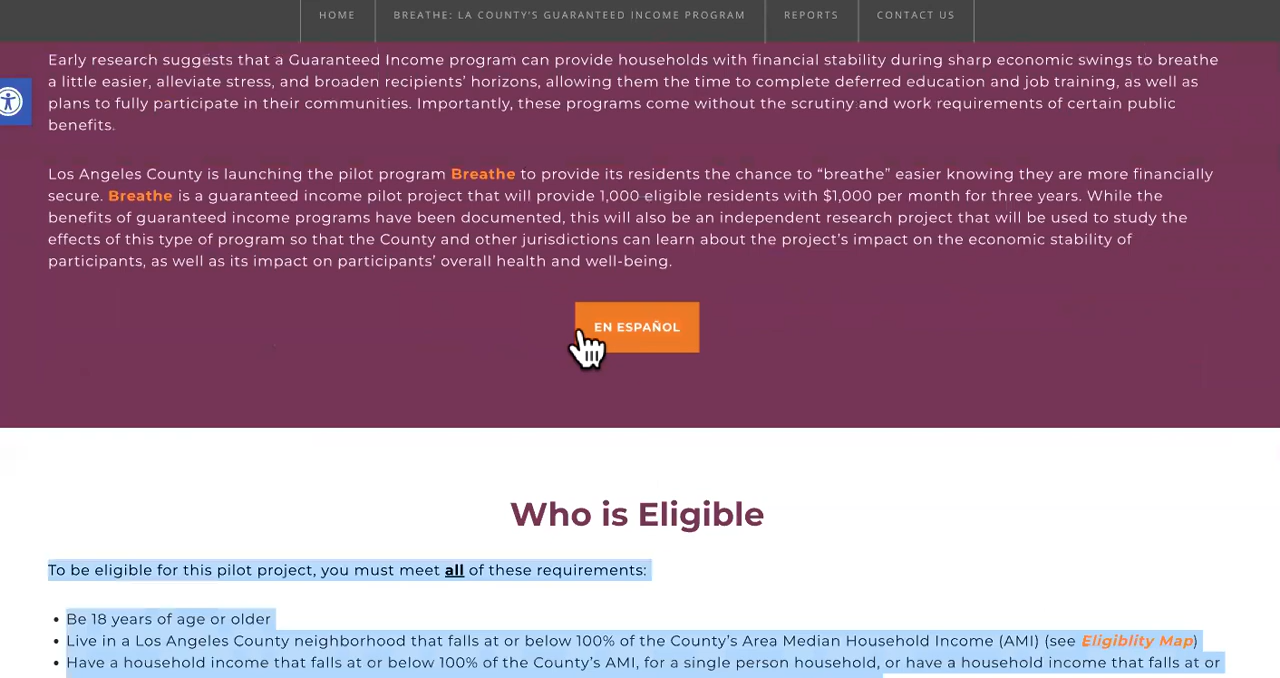 HOME
BREATHE: LA COUNTY'S GUARANTEED INCOME PROGRAM
REPORTS
CONTACT US
Early research suggests that a Guaranteed Income program can provide households with financial stability during sharp economic swings to breathe
a little easier, alleviate stress, and broaden recipients' horizons, allowing them the time to complete deferred education and job training, as well as
plans to fully participate in their communities. Importantly, these programs come without the scrutiny and work requirements of certain public
benefits.
Los Angeles County is launching the pilot program Breathe to provide its residents the chance to “breathe” easier knowing they are more financially
secure. Breathe is a guaranteed income pilot project that will provide 1,000 eligible residents with $1,000 per month for three years. While the
benefits of guaranteed income programs have been documented, this will also be an independent research project that will be used to study the
effects of this type of program so that the County and other jurisdictions can learn about the project's impact on the economic stability of
participants, as well as its impact on participants' overall health and well-being.
EN ESPAÑOL
Who is Eligible
To be eligible for this pilot project, you must meet all of these requirements:
• Be 18 years of age or older
• Live in a Los Angeles County neighborhood that falls at or below 100% of the County's Area Median Household Income (AMI) (see Eligiblity Map)
• Have a household income that falls at or below 100% of the County's AMI, for a single person household, or have a household income that falls at or